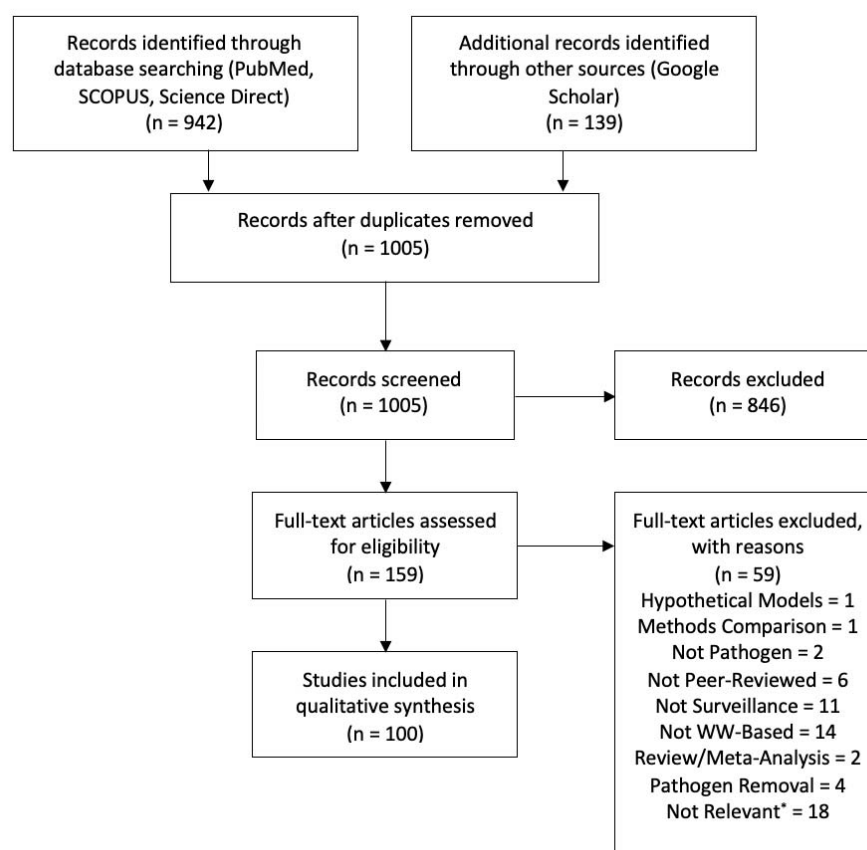 Records identified through
database searching (PubMed,
SCOPUS, Science Direct)
(n = 942)
Additional records identified
through other sources (Google
Scholar)
(n = 139)
Records after duplicates removed
(n = 1005)
Records screened
(n = 1005)
Records excluded
(n = 846)
Full-text articles assessed
for eligibility
(n = 159)
Full-text articles excluded,
with reasons
(n = 59)
Hypothetical Models = 1
Methods Comparison = 1
Not Pathogen = 2
Not Peer-Reviewed = 6
Not Surveillance = 11
Not WW-Based = 14
Review/Meta-Analysis = 2
Pathogen Removal = 4
Not Relevant* = 18
Studies included in
qualitative synthesis
(n = 100)